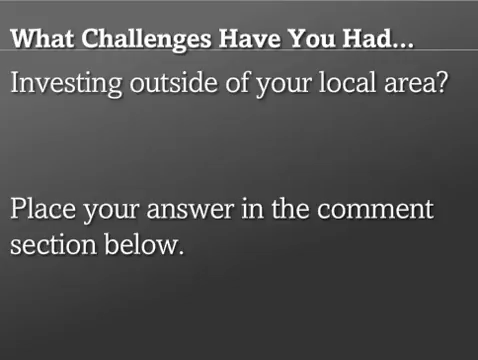 What Challenges Have You Had...
Investing outside of your local area?
Place your answer in the comment
section below.